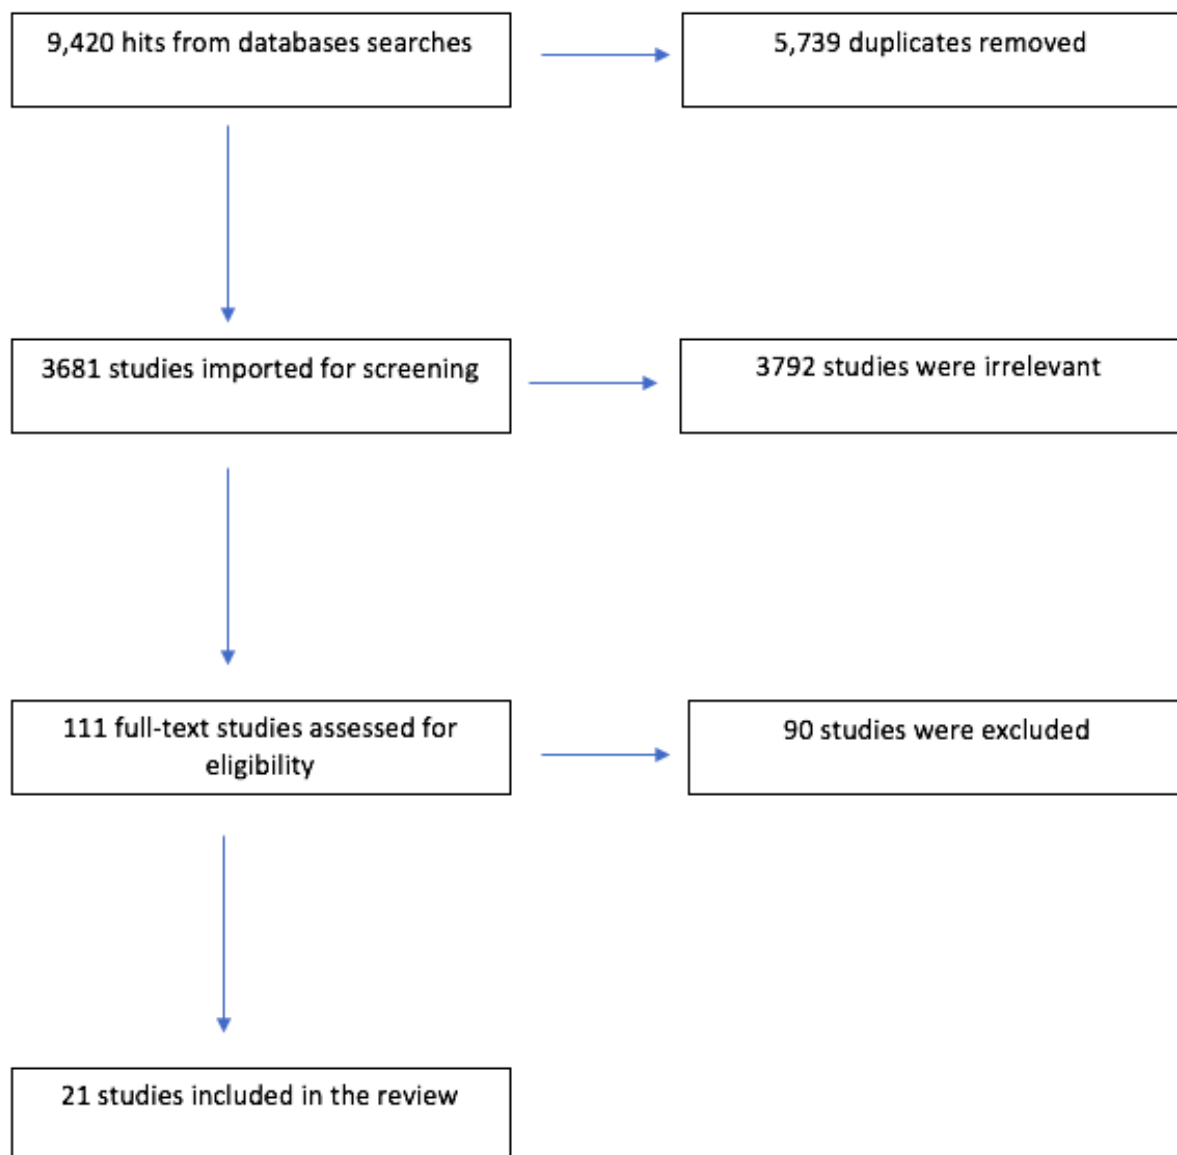 9,420 hits from databases searches
5,739 duplicates removed
3681 studies imported for screening
3792 studies were irrelevant
111 full-text studies assessed for
eligibility
90 studies were excluded
21 studies included in the review